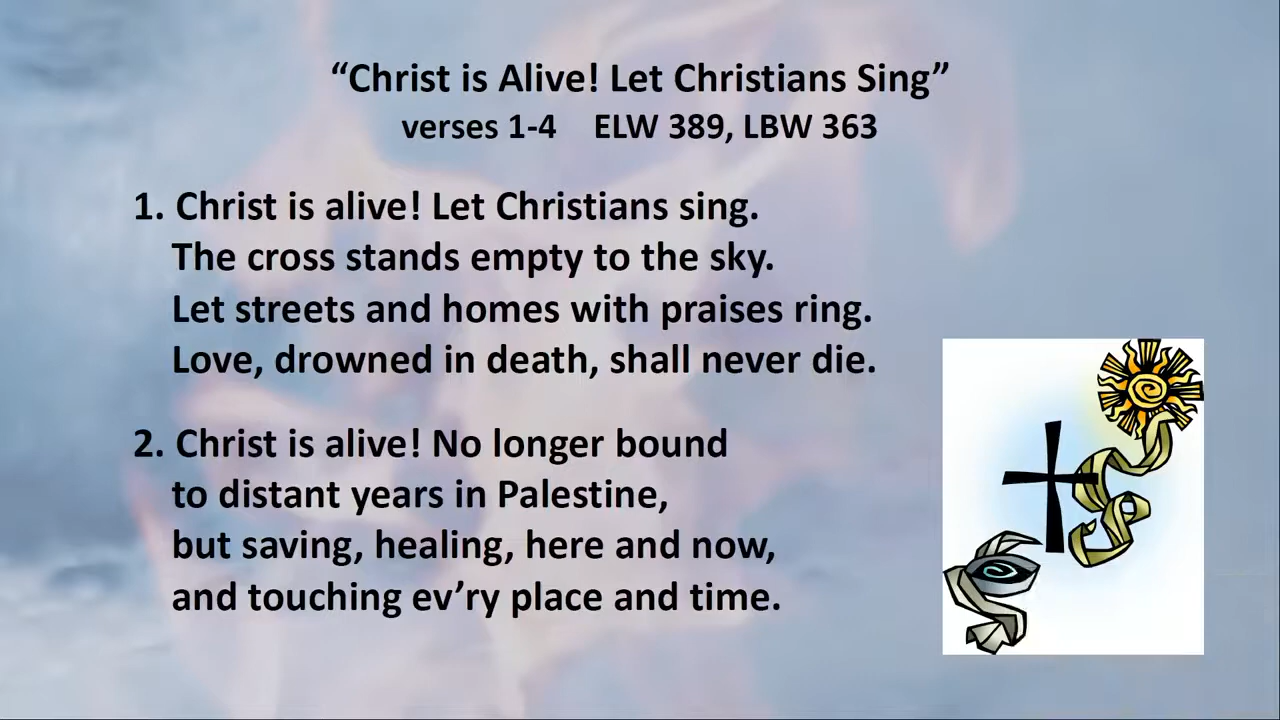 “Christ is Alive! Let Christians Sing”
verses 1-4 ELW 389, LBW 363
1. Christ is alive! Let Christians sing.
The cross stands empty to the sky.
Let streets and homes with praises ring.
Love, drowned in death, shall never die.
2. Christ is alive! No longer bound
to distant years in Palestine,
but saving, healing, here and now,
and touching ev’ry place and time.